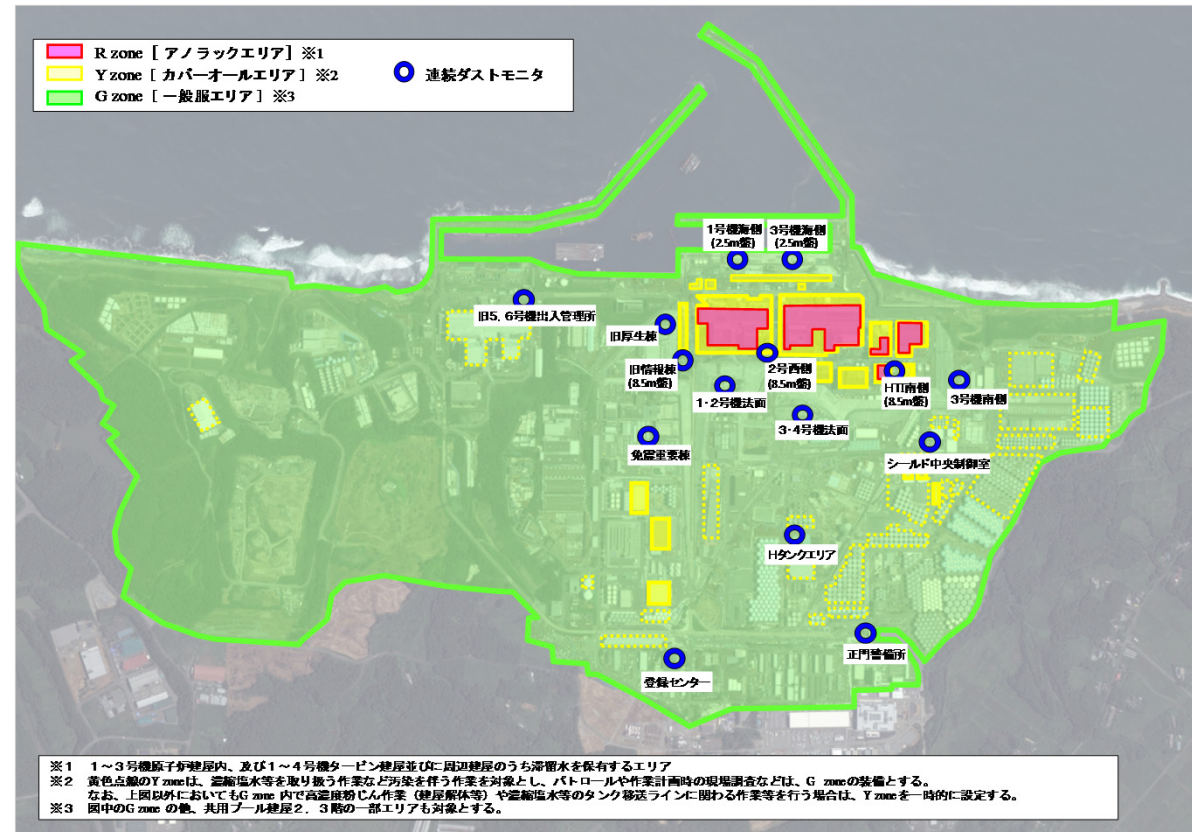 R zone [ アノラックエリア] ※1
Y zone [ カバーオールエリア] ※2
G zone [ 一般服エリア ] ※3
連続ダストモニタ
1号機海側
(2.5m盤)
3号機海側
(2.5m盤)
旧5, 6号機出入管理所
旧厚生棟
旧情報棟
(8.5m盤)
2号西側
(8.5m盤)
1・2号機法面
HTI南側
(8.5m盤)
3号機南側
3・4号機法面
免震重要棟
シールド中央制御室
Hタンクエリア
正門警備所
登録センター
※1 1～3号機原子炉建屋内、及び1～4号機タービン建屋並びに周辺建屋のうち滞留水を保有するエリア
※2 黄色点線のY zoneは、濃縮塩水等を取り扱う作業など汚染を伴う作業を対象とし、パトロールや作業計画時の現場調査などは、G zoneの装備とする。
なお、上図以外においてもG zone 内で高濃度粉じん作業（建屋解体等）や濃縮塩水等のタンク移送ラインに関わる作業等を行う場合は、Y zoneを一時的に設定する。
※3 図中のG zone の他、共用プール建屋2．3階の一部エリアも対象とする。